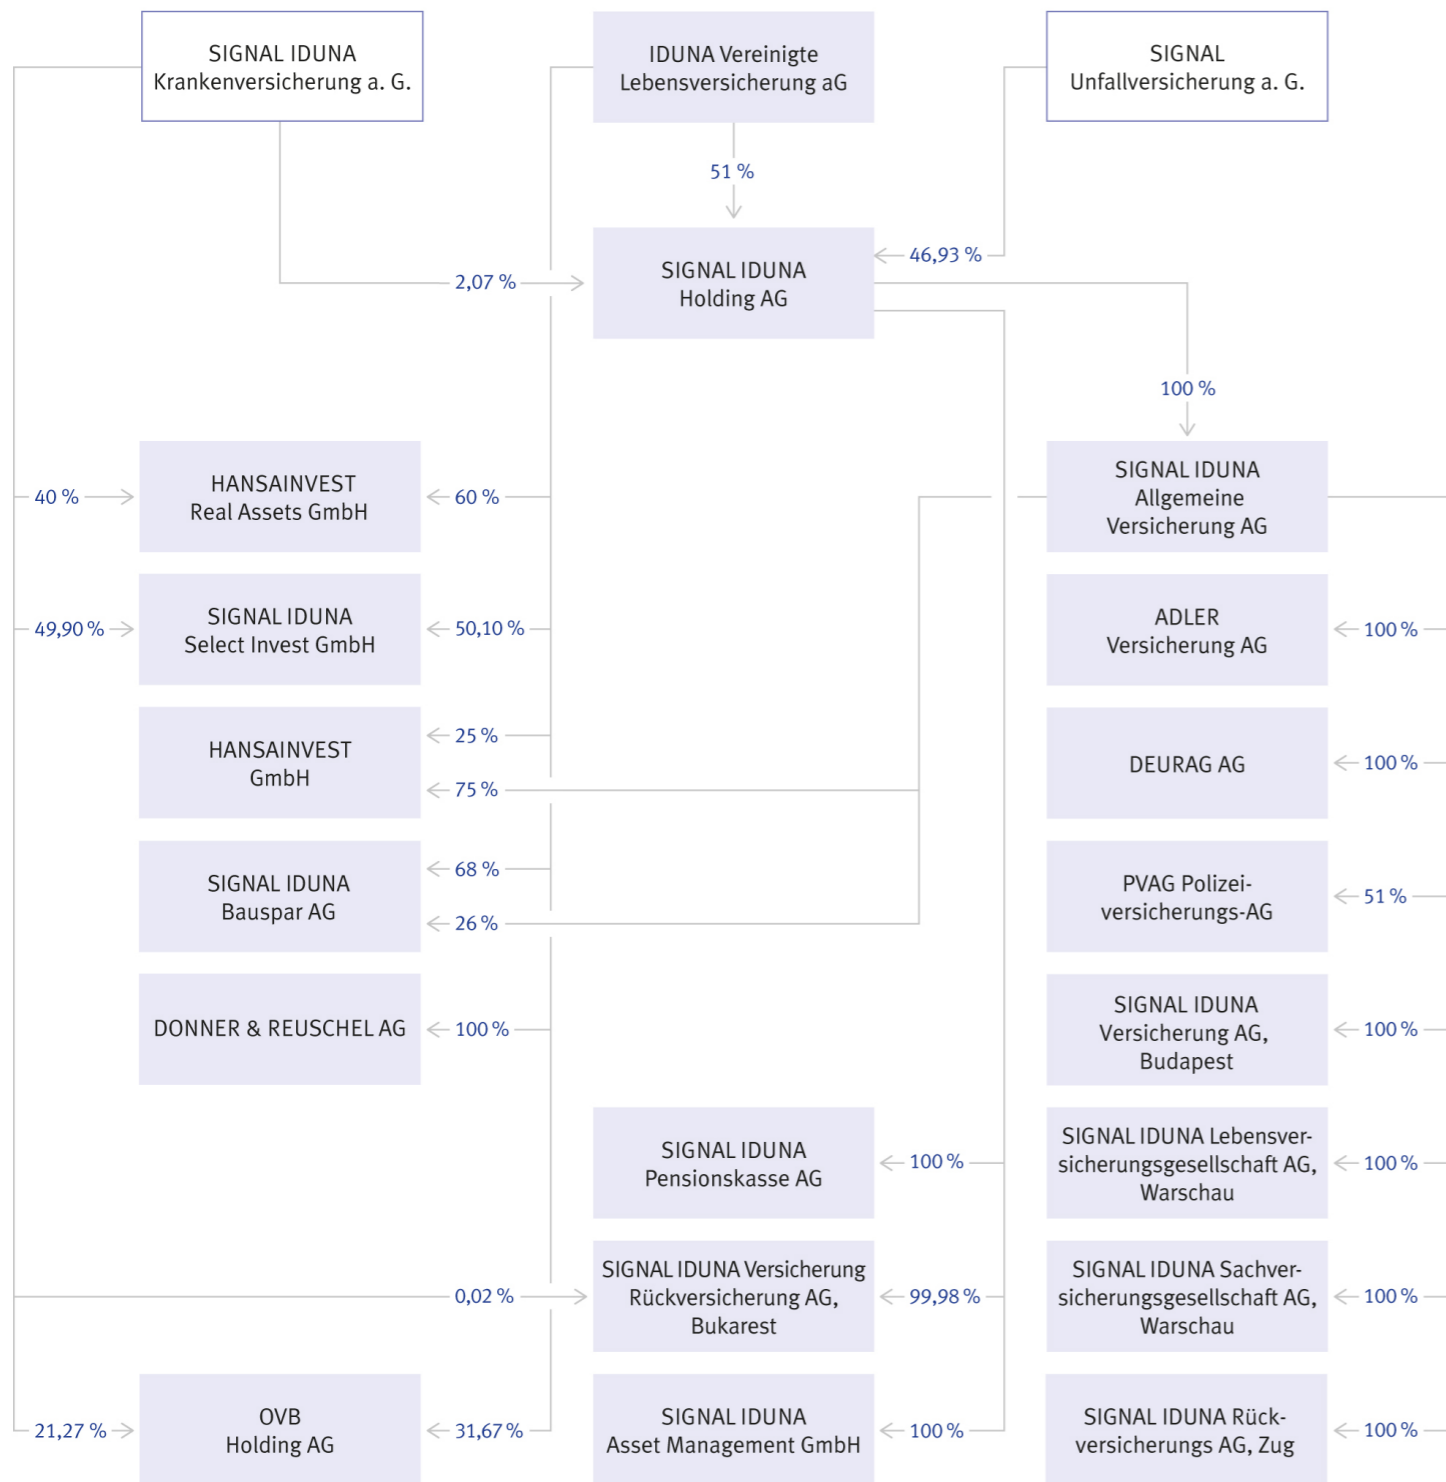 SIGNAL IDUNA
Krankenversicherung a. G.
IDUNA Vereinigte
Lebensversicherung aG
SIGNAL
Unfallversicherung a. G.
51 %
46,93 %
2,07 %
SIGNAL IDUNA
Holding AG
100 %
40 %
HANSAINVEST
Real Assets GmbH
60 %
SIGNAL IDUNA
Allgemeine
Versicherung AG
49,90 %
SIGNAL IDUNA
Select Invest GmbH
50,10 %
ADLER
Versicherung AG
100 %
HANSAINVEST
GmbH
25 %
75 %
DEURAG AG
100 %
SIGNAL IDUNA
Bauspar AG
68 %
26 %
PVAG Polizei-
versicherungs-AG
51 %
DONNER & REUSCHEL AG
100 %
SIGNAL IDUNA
Versicherung AG,
Budapest
100 %
SIGNAL IDUNA
Pensionskasse AG
100 %
SIGNAL IDUNA Lebensver-
sicherungsgesellschaft AG,
Warschau
100 %
0,02 %
SIGNAL IDUNA Versicherung
Rückversicherung AG,
Bukarest
99,98 %
SIGNAL IDUNA Sachver-
sicherungsgesellschaft AG,
Warschau
100 %
21,27 %
OVB
Holding AG
31,67 %
SIGNAL IDUNA
Asset Management GmbH
100 %
SIGNAL IDUNA Rück-
versicherungs AG, Zug
100 %